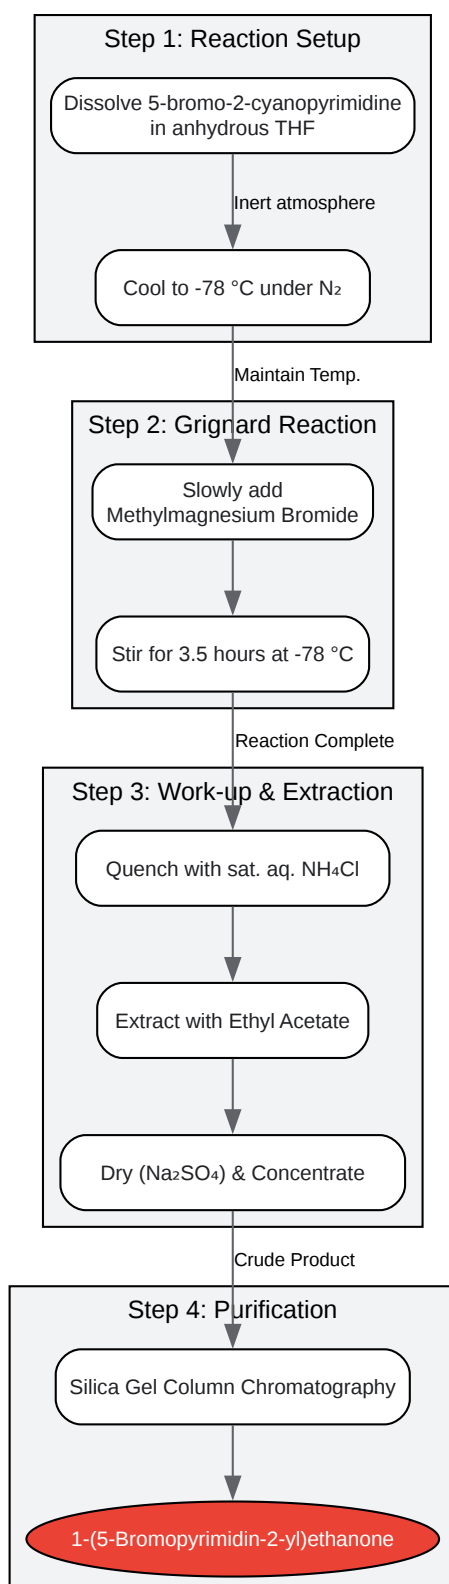 Step 1: Reaction Setup
Dissolve 5-bromo-2-cyanopyrimidine
in anhydrous THF
Inert atmosphere
Cool to -78 °C under N₂
Maintain Temp.
Step 2: Grignard Reaction
Slowly add
Methylmagnesium Bromide
Stir for 3.5 hours at -78 °C
Reaction Complete
Step 3: Work-up & Extraction
Quench with sat. aq. NH₄Cl
Extract with Ethyl Acetate
Dry (Na₂SO₄) & Concentrate
Crude Product
Step 4: Purification
Silica Gel Column Chromatography
1-(5-Bromopyrimidin-2-yl)ethanone